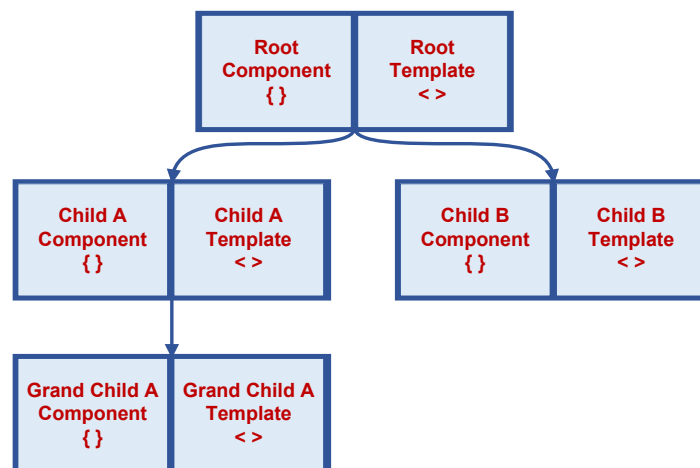 Root
Component
{ }
Root
Template
< >
Child A
Component
{ }
Child A
Template
< >
Child B
Component
{ }
Child B
Template
< >
Grand Child A
Component
{ }
Grand Child A
Template
< >